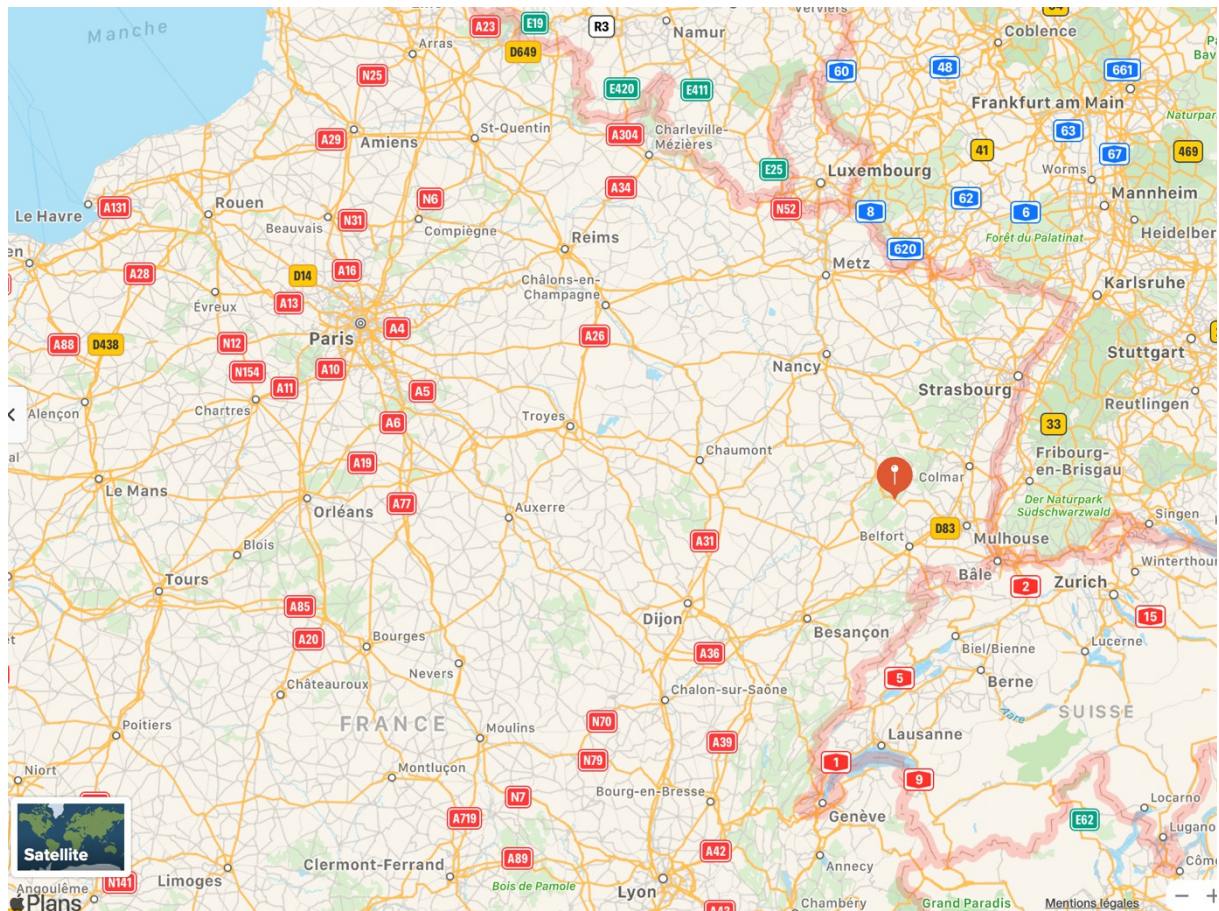 Manche
A23
E19
R3
Verviers
Coblence
Arras
D649
Namur
60
48
661
N25
E420
E411
Frankfurt am Main
A29
Amiens
St-Quentin
A304
Charleville-
Mézières
63
67
41
469
E25
Luxembourg
Worms
Mannheim
Le Havre
A131
Rouen
N6
A34
N52
8
62
6
Beauvais
N31
Compiègne
Reims
620
Forêt du Palatinat
A28
D14
A16
Châlons-en-
Champagne
Metz
Karlsruhe
Évreux
A13
A88
D438
N12
Paris
A4
A26
Nancy
Stuttgart
N154
A11
A10
A5
Strasbourg
Reutlingen
Alençon
Chartres
A6
Troyes
33
Chaumont
Fribourg-
en-Brisgau
A19
Colmar
Le Mans
Orléans
A77
Auxerre
Der Naturpark
Südschwarzwald
Singen
A31
Belfort
D83
Mulhouse
Blois
Bâle
Winterthour
Tours
2
Zurich
A85
Dijon
15
A20
Bourges
Besançon
Biel/Bienne
Lucerne
Nevers
A36
5
Berne
Châteauroux
Chalon-sur-Saône
FRANCE
Aare
SUISSE
Poitiers
Moulins
N70
A39
Lausanne
Niort
N79
1
9
Montluçon
Bourg-en-Bresse
N7
Locarno
A719
Genève
E62
Lugano
Satellite
A89
A42
Clermont-Ferrand
Annecy
N141
Limoges
Bois de Pamole
Lyon
Angoulême
Plans
Chambéry
Grand Paradis
Mentions légales